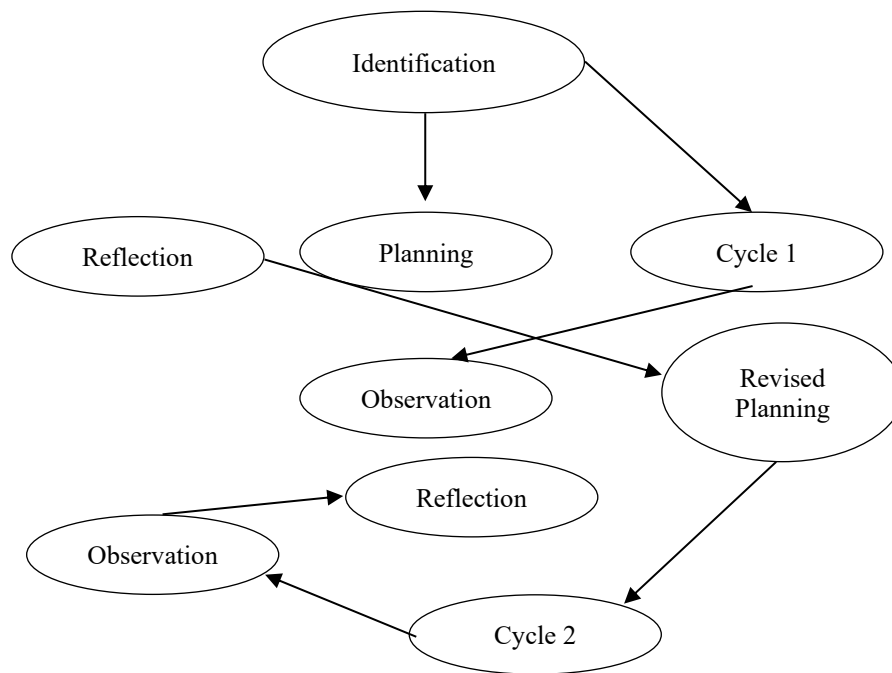 Identification
Reflection
Planning
Cycle 1
Revised
Planning
Observation
Reflection
Observation
Cycle 2